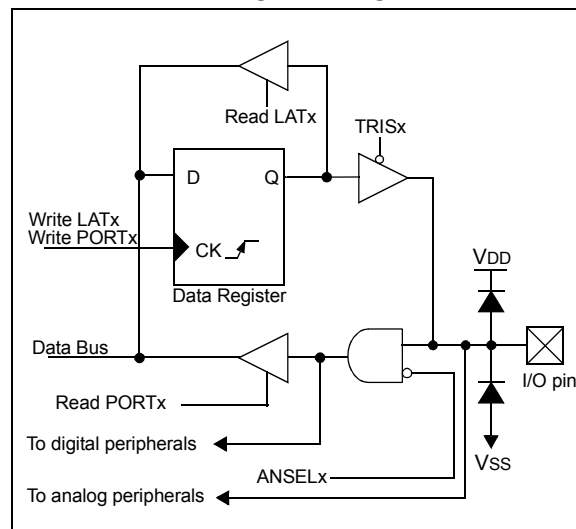 Read LATx
TRISx
D Q
Write LATx
Write PORTx
CK
Data Register
VDD
Data Bus
I/O pin
Read PORTx
To digital peripherals
VSS
ANSELx
To analog peripherals